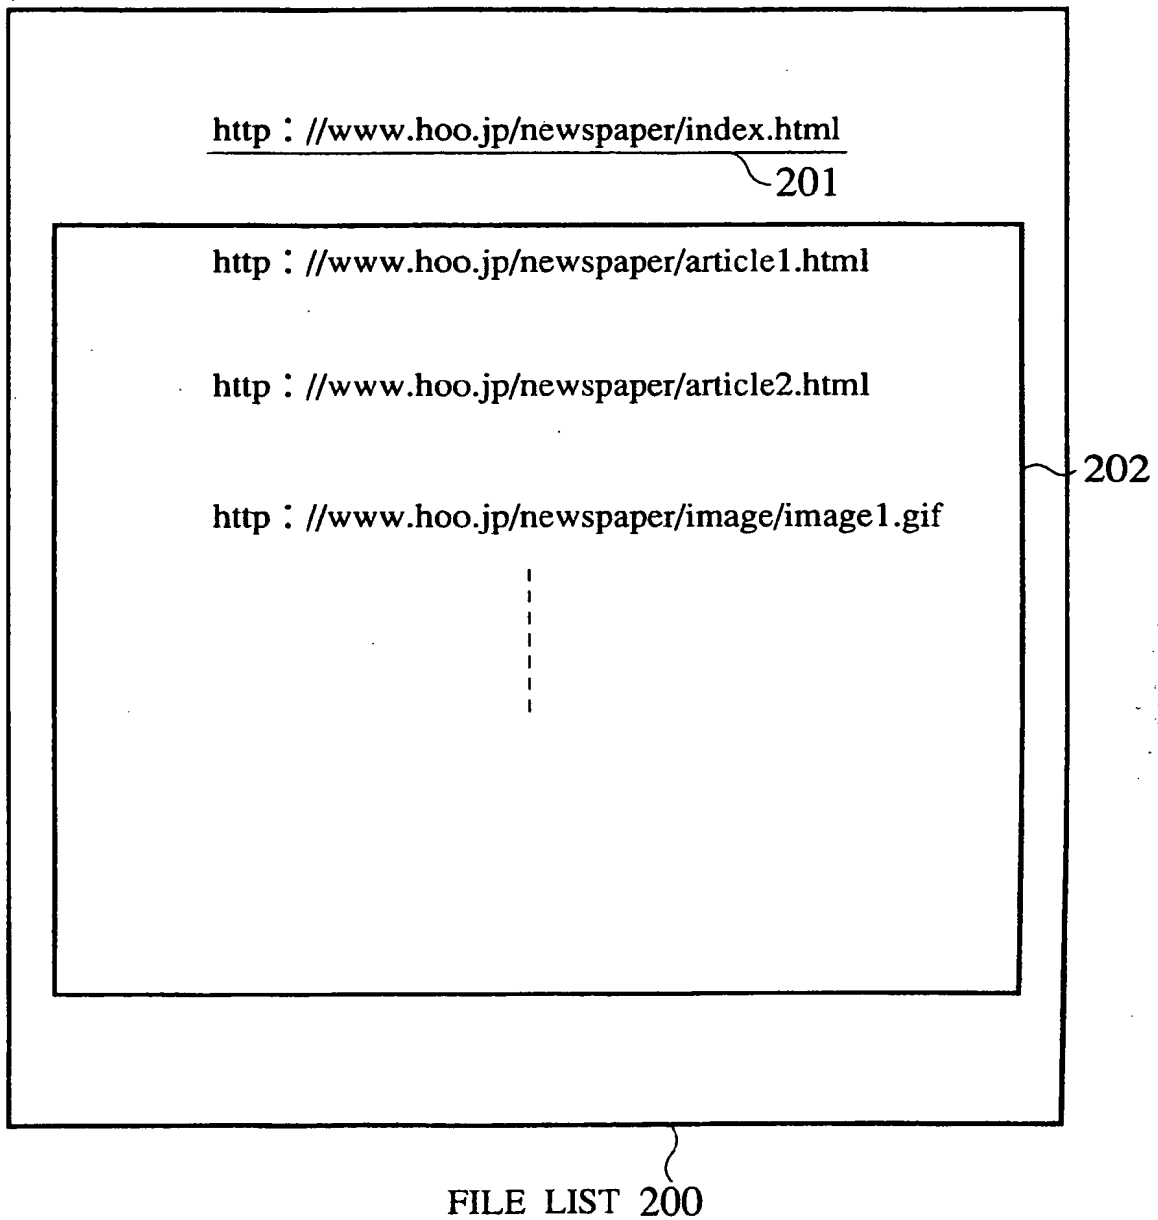 http : //www.hoo.jp/newspaper/index.html
201
http : //www.hoo.jp/newspaper/article1.html
http : //www.hoo.jp/newspaper/article2.html
202
http : //www.hoo.jp/newspaper/image/image1.gif
FILE LIST 200